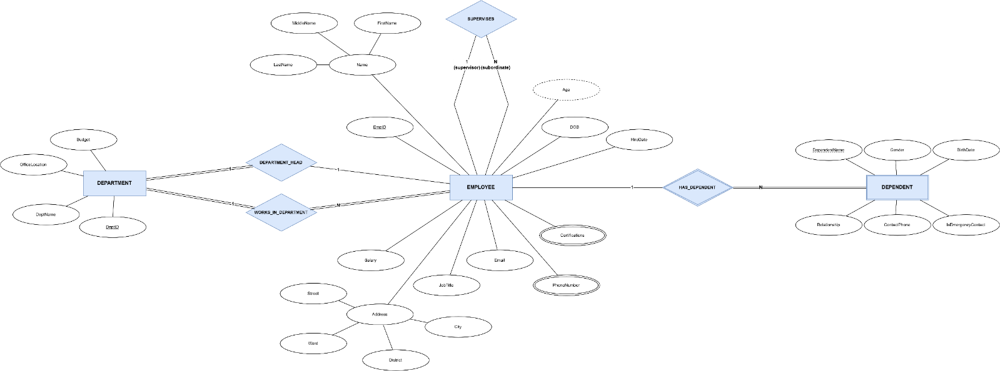 SUPERVISES
MiddleName
FirstName
LastName
Name
1
(supervisor)
N
(subordinate)
Age
EmpID
DOB
HireDate
Budget
OfficeLocation
DEPARTMENT
DeptName
DeptID
1
DEPARTMENT_HEAD
1
1
WORKS_IN_DEPARTMENT
N
EMPLOYEE
1
HAS_DEPENDENT
N
DependentName
Gender
BirthDate
DEPENDENT
Relationship
ContactPhone
IsEmergencyContact
Certifications
Salary
Email
JobTitle
PhoneNumber
Street
Address
City
Ward
District